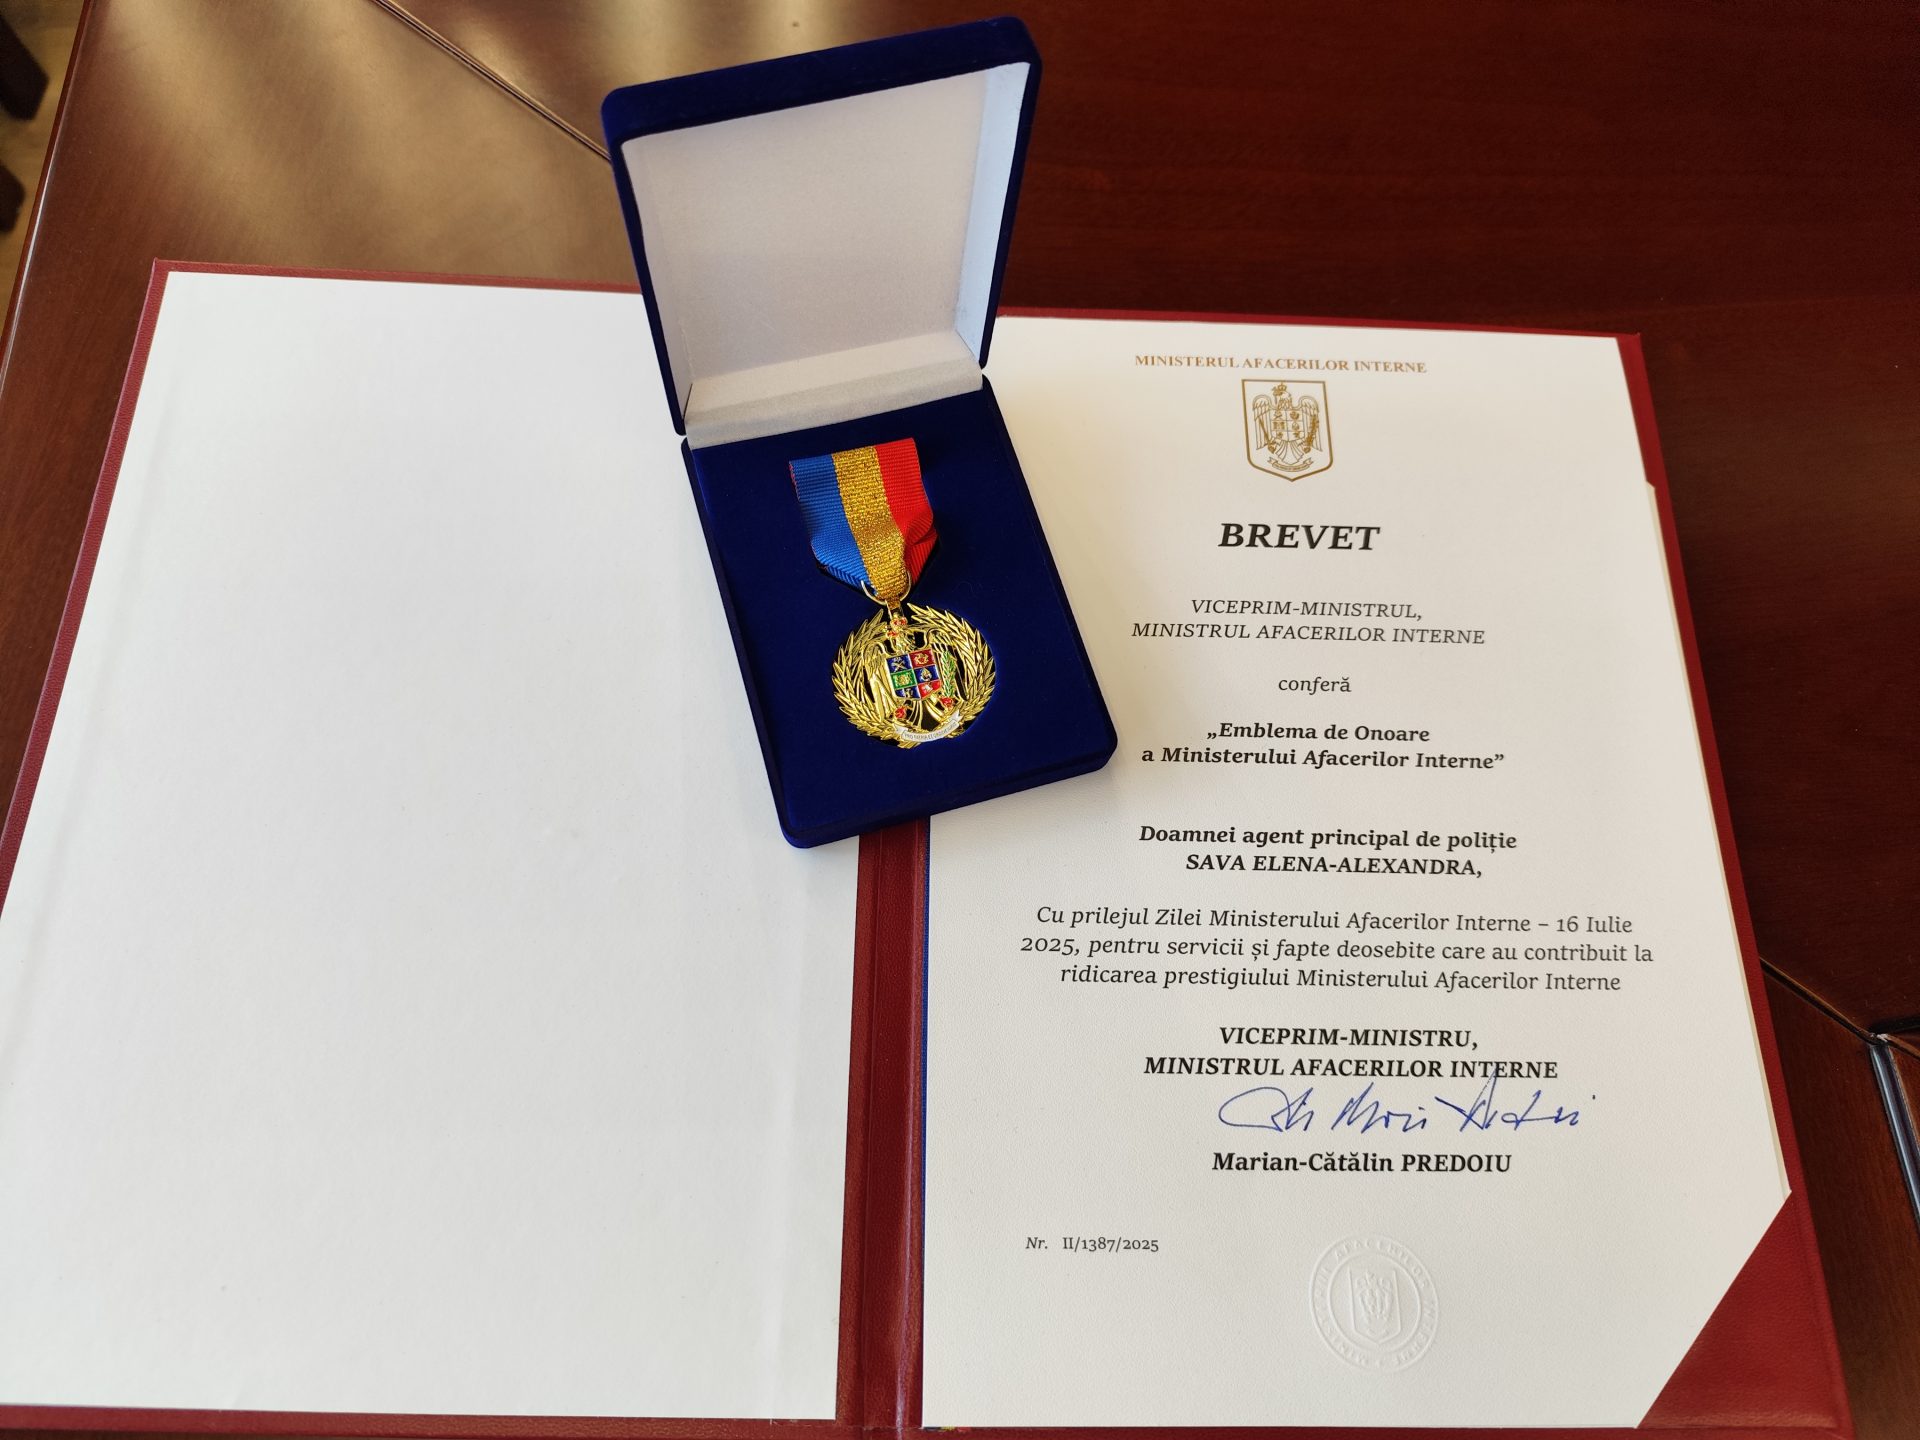 MINISTERUL AFACERILOR INTERNE
BREVET
VICEPRIM-MINISTRUL,
MINISTRUL AFACERILOR INTERNE
conferă
„Emblema de Onoare
a Ministerului Afacerilor Interne”
Doamnei agent principal de poliție
SAVA ELENA-ALEXANDRA,
Cu prilejul Zilei Ministerului Afacerilor Interne – 16 Iulie
2025, pentru servicii și fapte deosebite care au contribuit la
ridicarea prestigiului Ministerului Afacerilor Interne
VICEPRIM-MINISTRU,
MINISTRUL AFACERILOR INTERNE
Marian-Cătălin PREDOIU
Nr. II/1387/2025